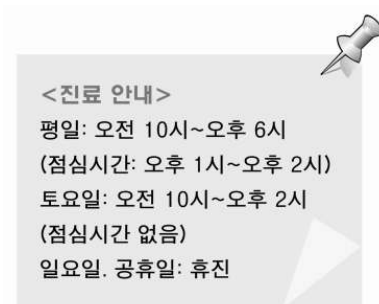 <진료 안내>
평일: 오전 10시~오후 6시
(점심시간: 오후 1시~오후 2시)
토요일: 오전 10시~오후 2시
(점심시간 없음)
일요일. 공휴일: 휴진